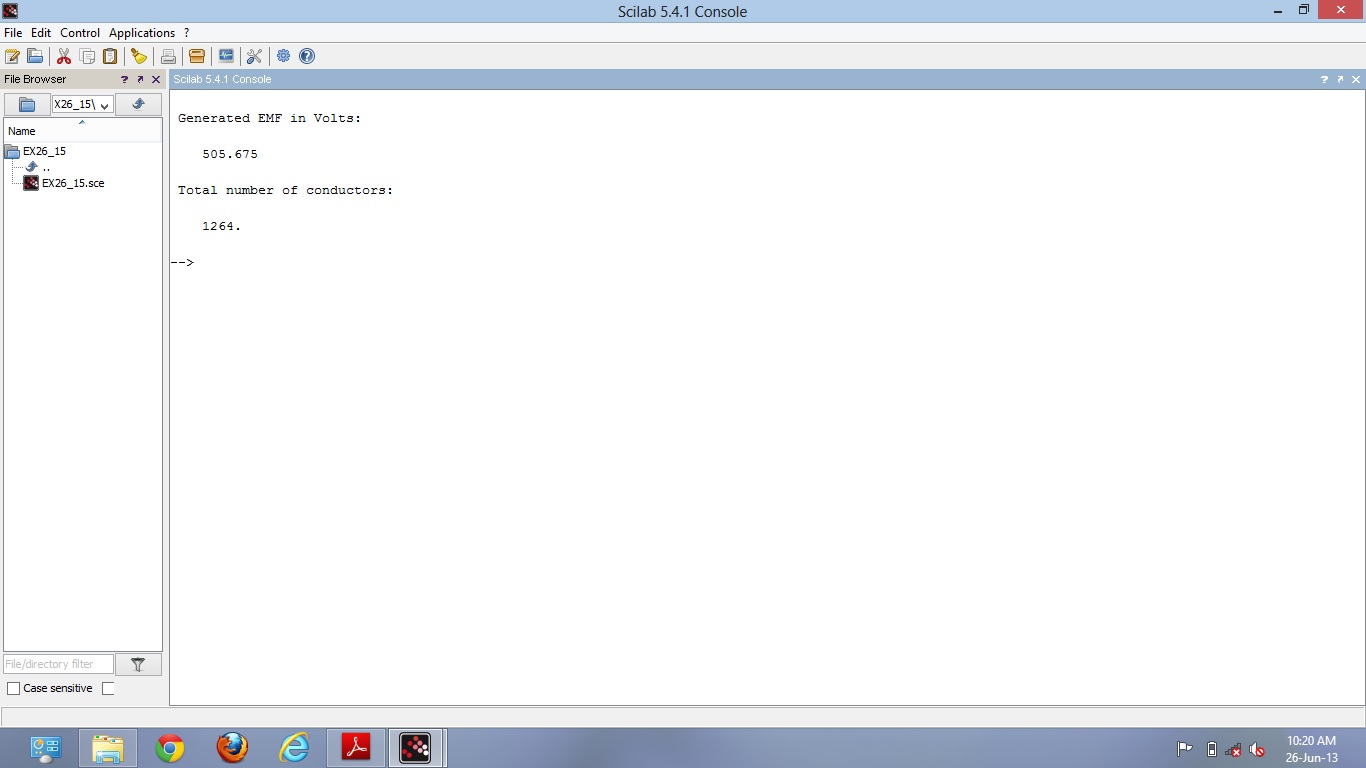 Scilab 5.4.1 Console
File Edit Control Applications ?
File Browser ? Scilab 5.4.1 Console ?
X26_15\
Name
EX26_15
..
EX26_15.sce
Generated EMF in Volts:
505.675
Total number of conductors:
1264.
-->
File/directory filter
Case sensitive
10:20 AM
26-Jun-13